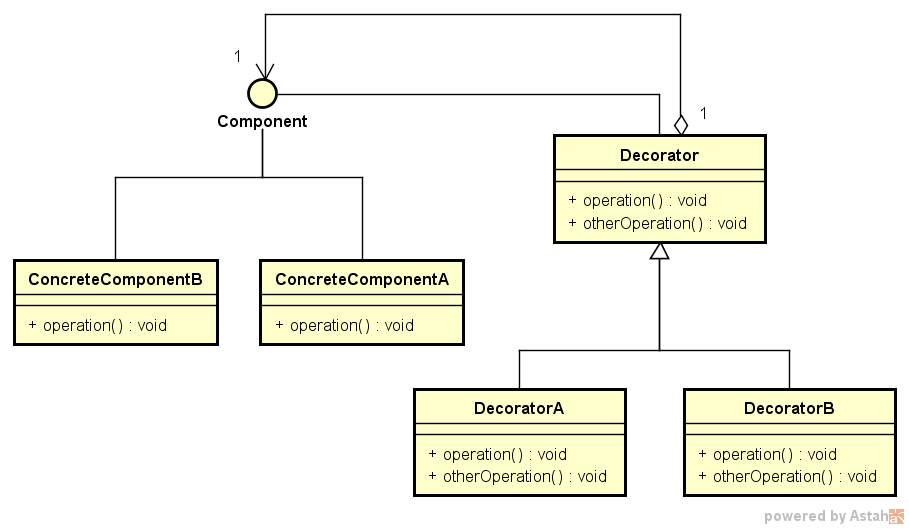 1
Component
1
Decorator
+ operation() : void
+ otherOperation() : void
ConcreteComponentB
+ operation() : void
ConcreteComponentA
+ operation() : void
DecoratorA
+ operation() : void
+ otherOperation() : void
DecoratorB
+ operation() : void
+ otherOperation() : void
powered by Astah